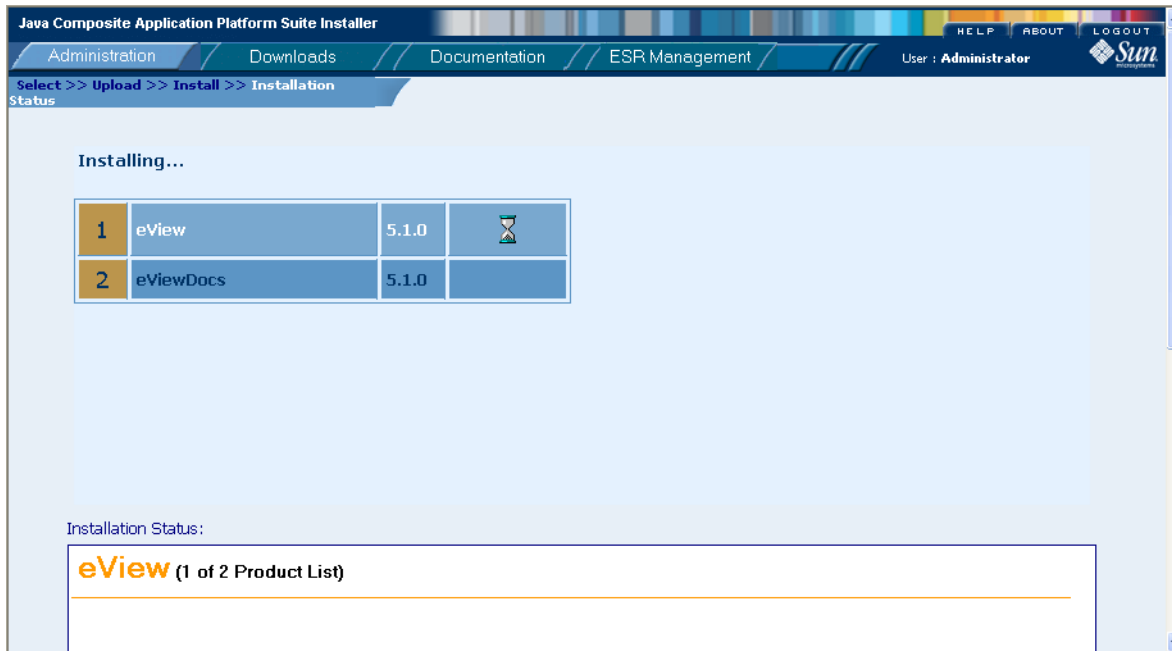 Java Composite Application Platform Suite Installer
HELP ABOUT LOGOUT
Administration Downloads Documentation ESR Management User : Administrator Sun microsystems
Select >> Upload >> Install >> Installation
Status
Installing...
1 eView 5.1.0
2 eViewDocs 5.1.0
Installation Status:
eView (1 of 2 Product List)